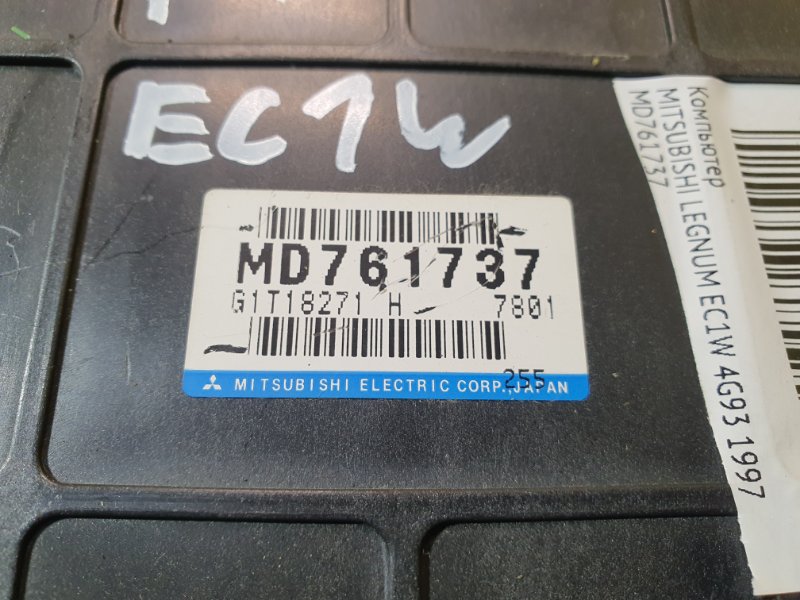 EC1W
MD761737
G1T18271 H 7801
255
MITSUBISHI ELECTRIC CORP.,JAPAN
Компьютер
MITSUBISHI LEGNUM EC1W 4G93 1997
MD761737